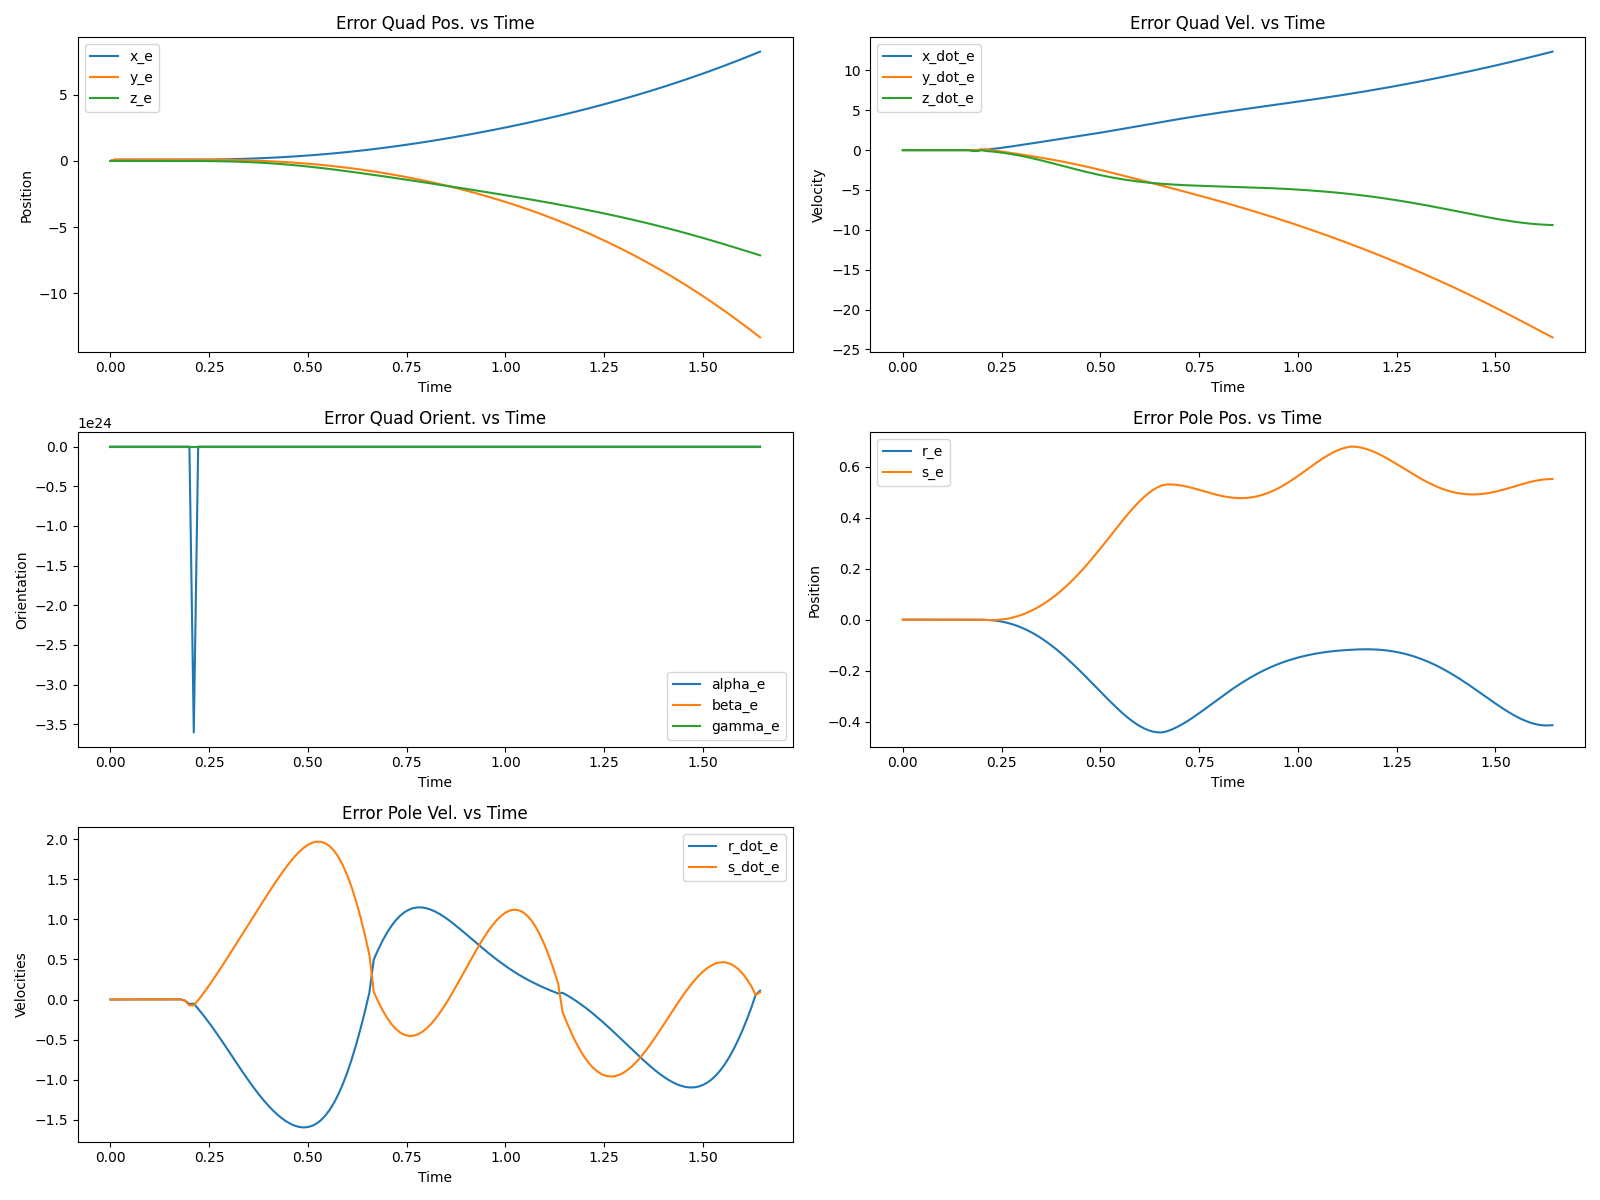 Error Quad Pos. vs Time
x_e
y_e
z_e
5
0
−5
−10
Position
0.00 0.25 0.50 0.75 1.00 1.25 1.50
Time
Error Quad Vel. vs Time
x_dot_e
y_dot_e
z_dot_e
10
5
0
−5
−10
−15
−20
−25
Velocity
0.00 0.25 0.50 0.75 1.00 1.25 1.50
Time
Error Quad Orient. vs Time
1e24
0.0
−0.5
−1.0
−1.5
−2.0
−2.5
−3.0
−3.5
Orientation
alpha_e
beta_e
gamma_e
0.00 0.25 0.50 0.75 1.00 1.25 1.50
Time
Error Pole Pos. vs Time
r_e
s_e
0.6
0.4
0.2
0.0
−0.2
−0.4
Position
0.00 0.25 0.50 0.75 1.00 1.25 1.50
Time
Error Pole Vel. vs Time
r_dot_e
s_dot_e
2.0
1.5
1.0
0.5
0.0
−0.5
−1.0
−1.5
Velocities
0.00 0.25 0.50 0.75 1.00 1.25 1.50
Time